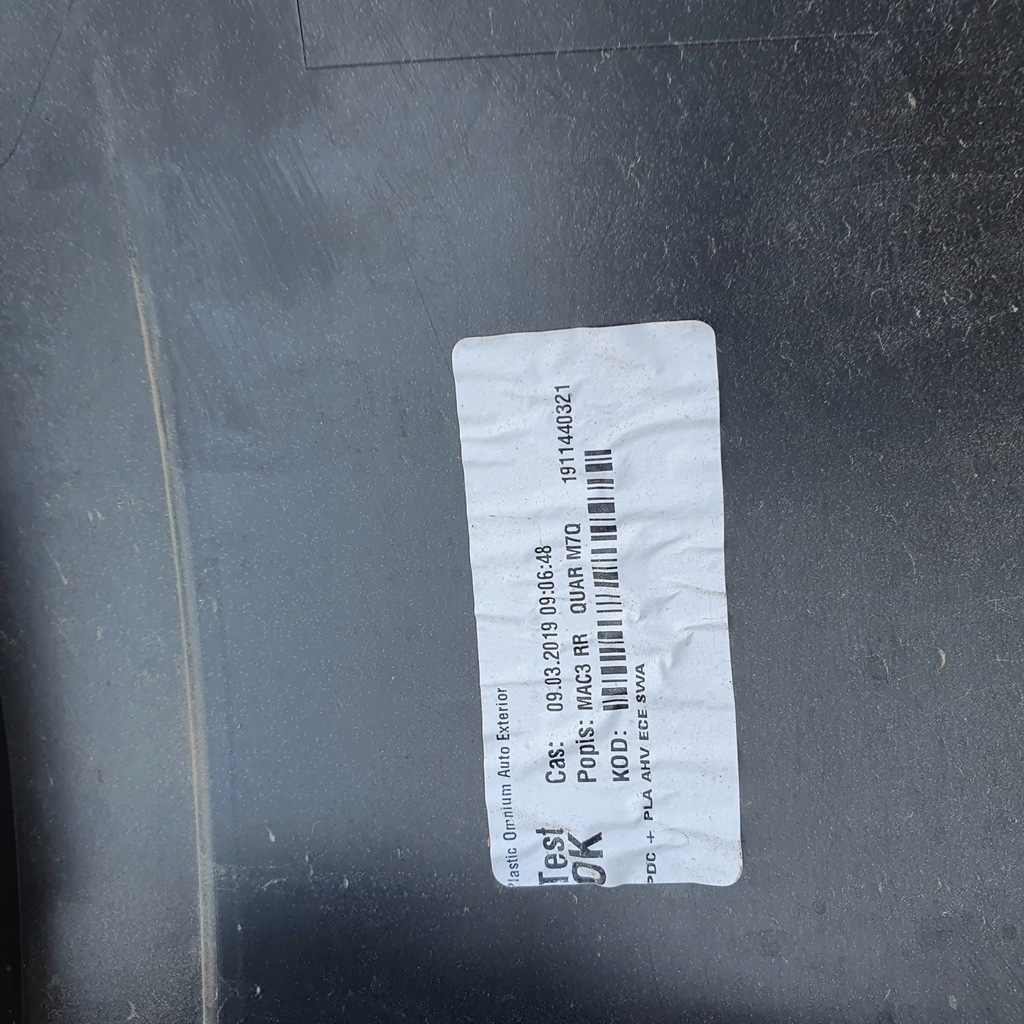 Plastic Omnium Auto Exterior
Test Cas: 09.03.2019 09:06:48
OK Popis: MAC3 RR QUAR M7Q 1911440321
KOD:
PDC + PLA AHV ECE SWA